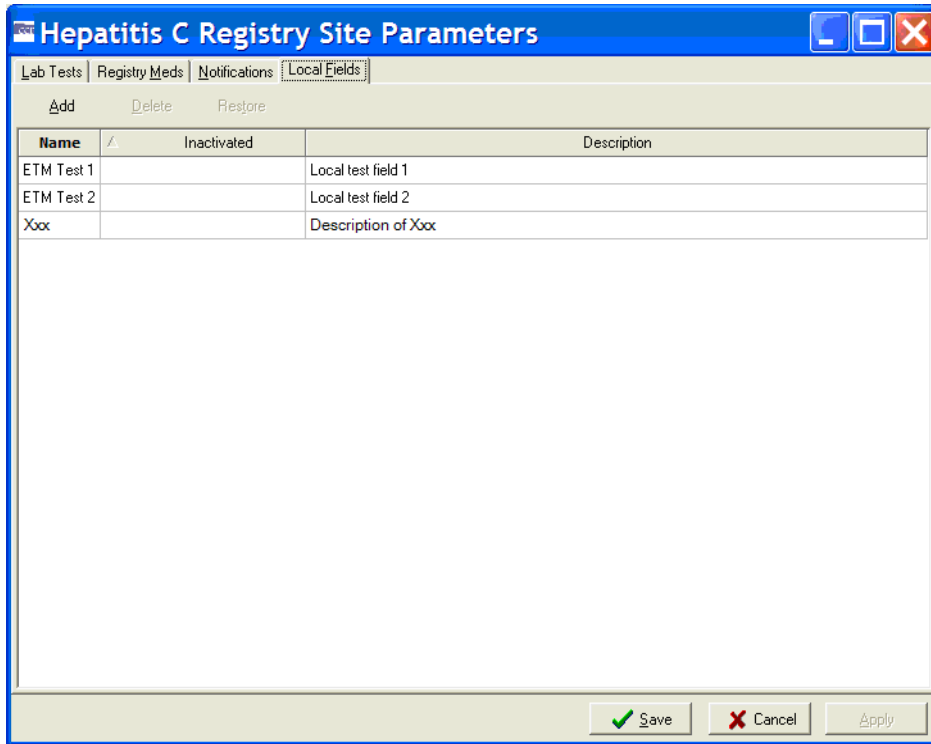 Hepatitis C Registry Site Parameters
Lab Tests Registry Meds Notifications Local Fields
Add Delete Restore
Name Inactivated Description
ETM Test 1 Local test field 1
ETM Test 2 Local test field 2
Xxx Description of Xxx
Save Cancel Apply